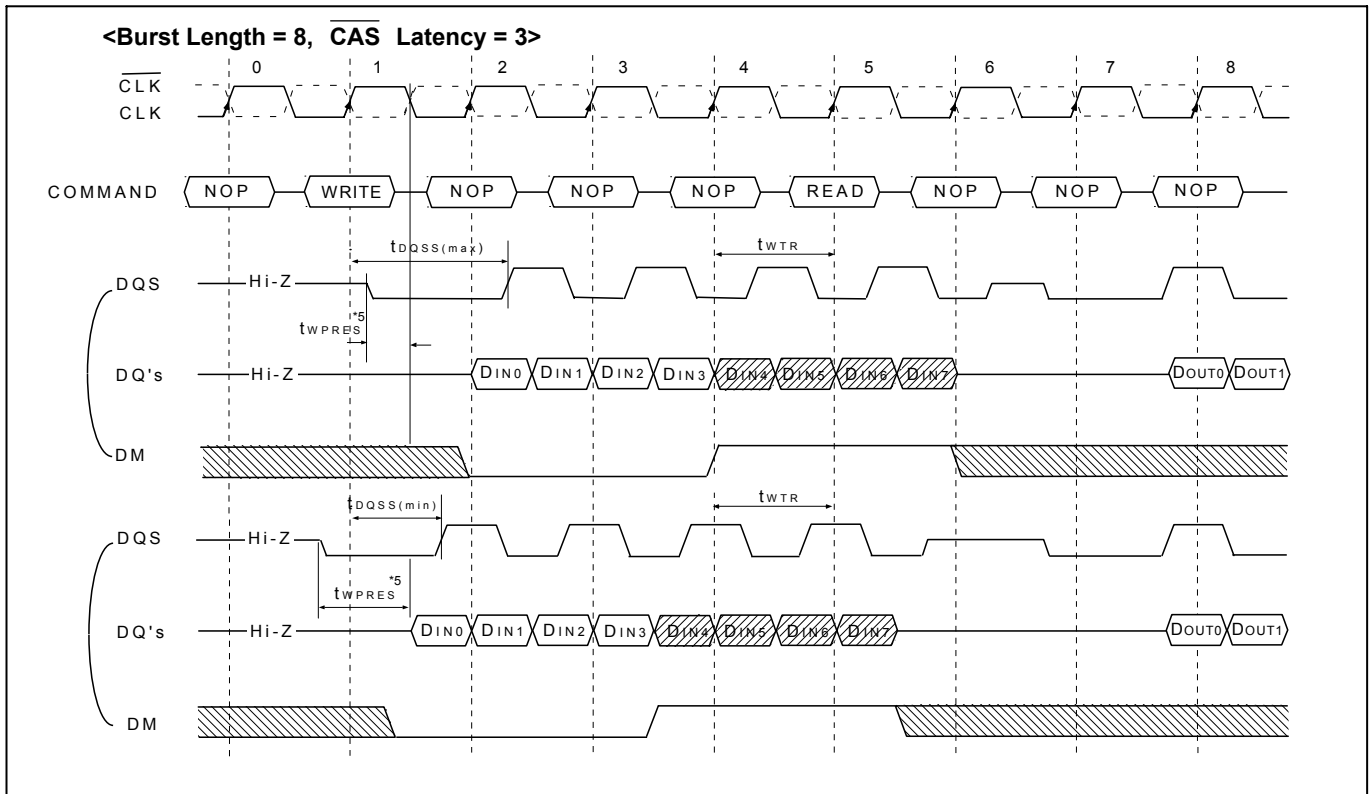 <Burst Length = 8, CAS Latency = 3>
0 1 2 3 4 5 6 7 8
CLK
CLK
COMMAND NOP WRITE NOP NOP NOP READ NOP NOP NOP
tDQSS(max) tWTR
DQS Hi-Z
tWPRES*5
DQ's Hi-Z DIN0 DIN1 DIN2 DIN3 DIN4 DIN5 DIN6 DIN7 DOUT0 DOUT1
DM
tDQSS(min) tWTR
DQS Hi-Z
tWPRES*5
DQ's Hi-Z DIN0 DIN1 DIN2 DIN3 DIN4 DIN5 DIN6 DIN7 DOUT0 DOUT1
DM